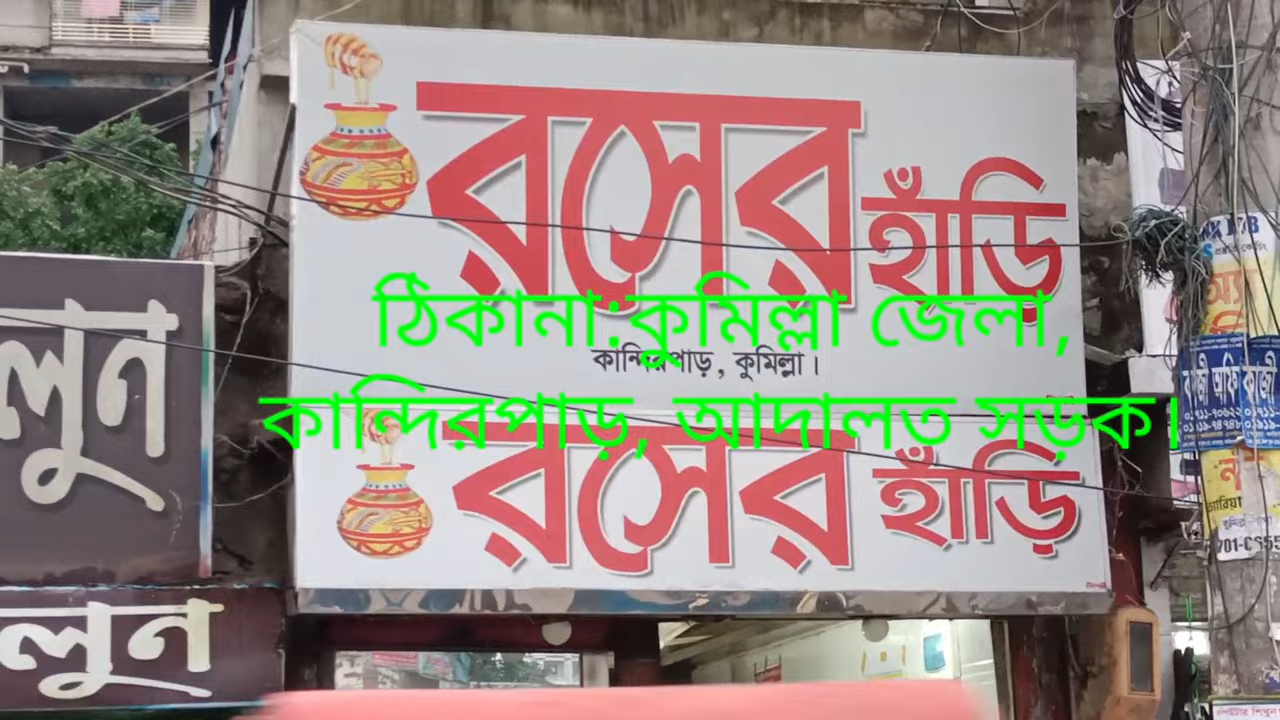 রসের হাঁড়ি
ঠিকানা:কুমিল্লা জেলা,
কান্দিরপাড়, কুমিল্লা।
কান্দিরপাড়, আদালত সড়ক।
রসের হাঁড়ি
লুন
লুন